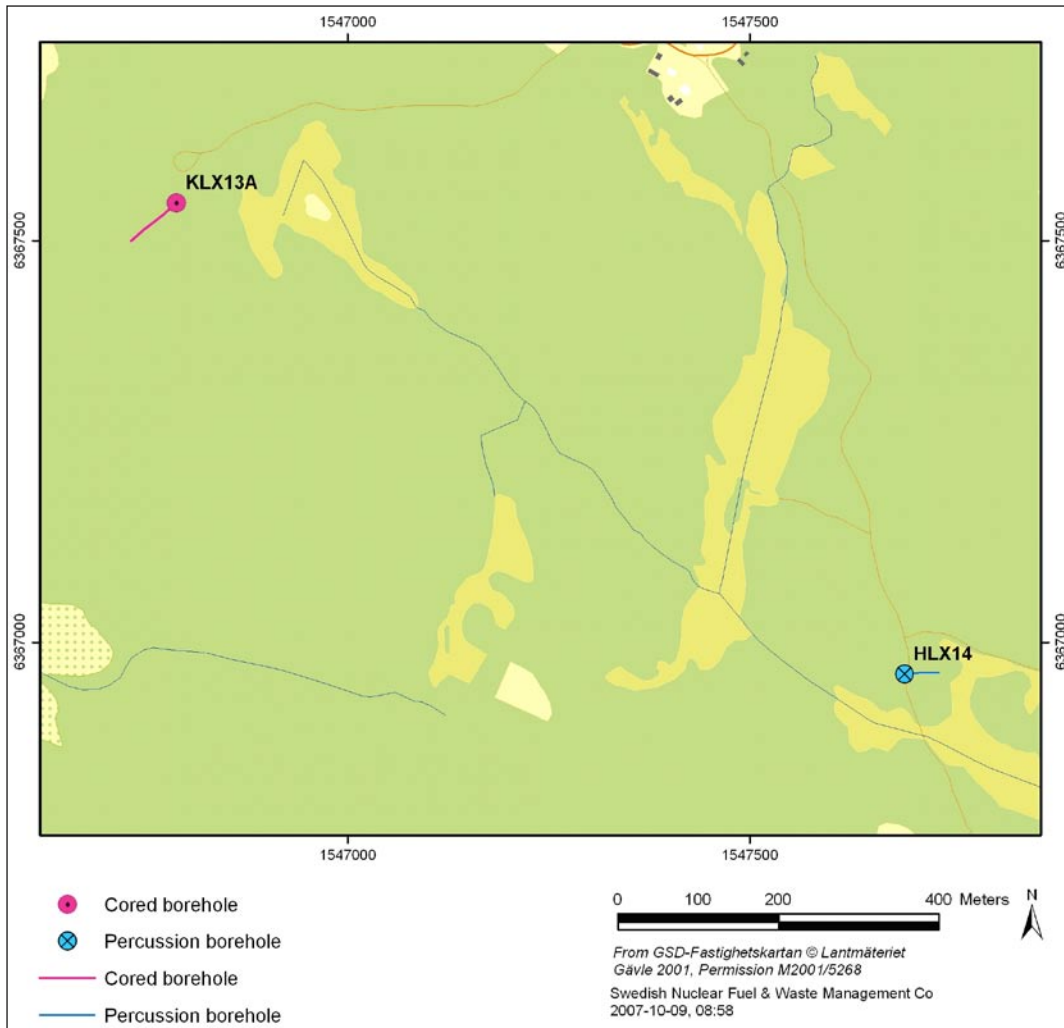 1547000
1547500
KLX13A
6367500
6367500
6367000
6367000
HLX14
1547000
1547500
Cored borehole
Percussion borehole
Cored borehole
Percussion borehole
0 100 200 400 Meters
N
From GSD-Fastighetskartan © Lantmäteriet
Gävle 2001, Permission M2001/5268
Swedish Nuclear Fuel & Waste Management Co
2007-10-09, 08:58